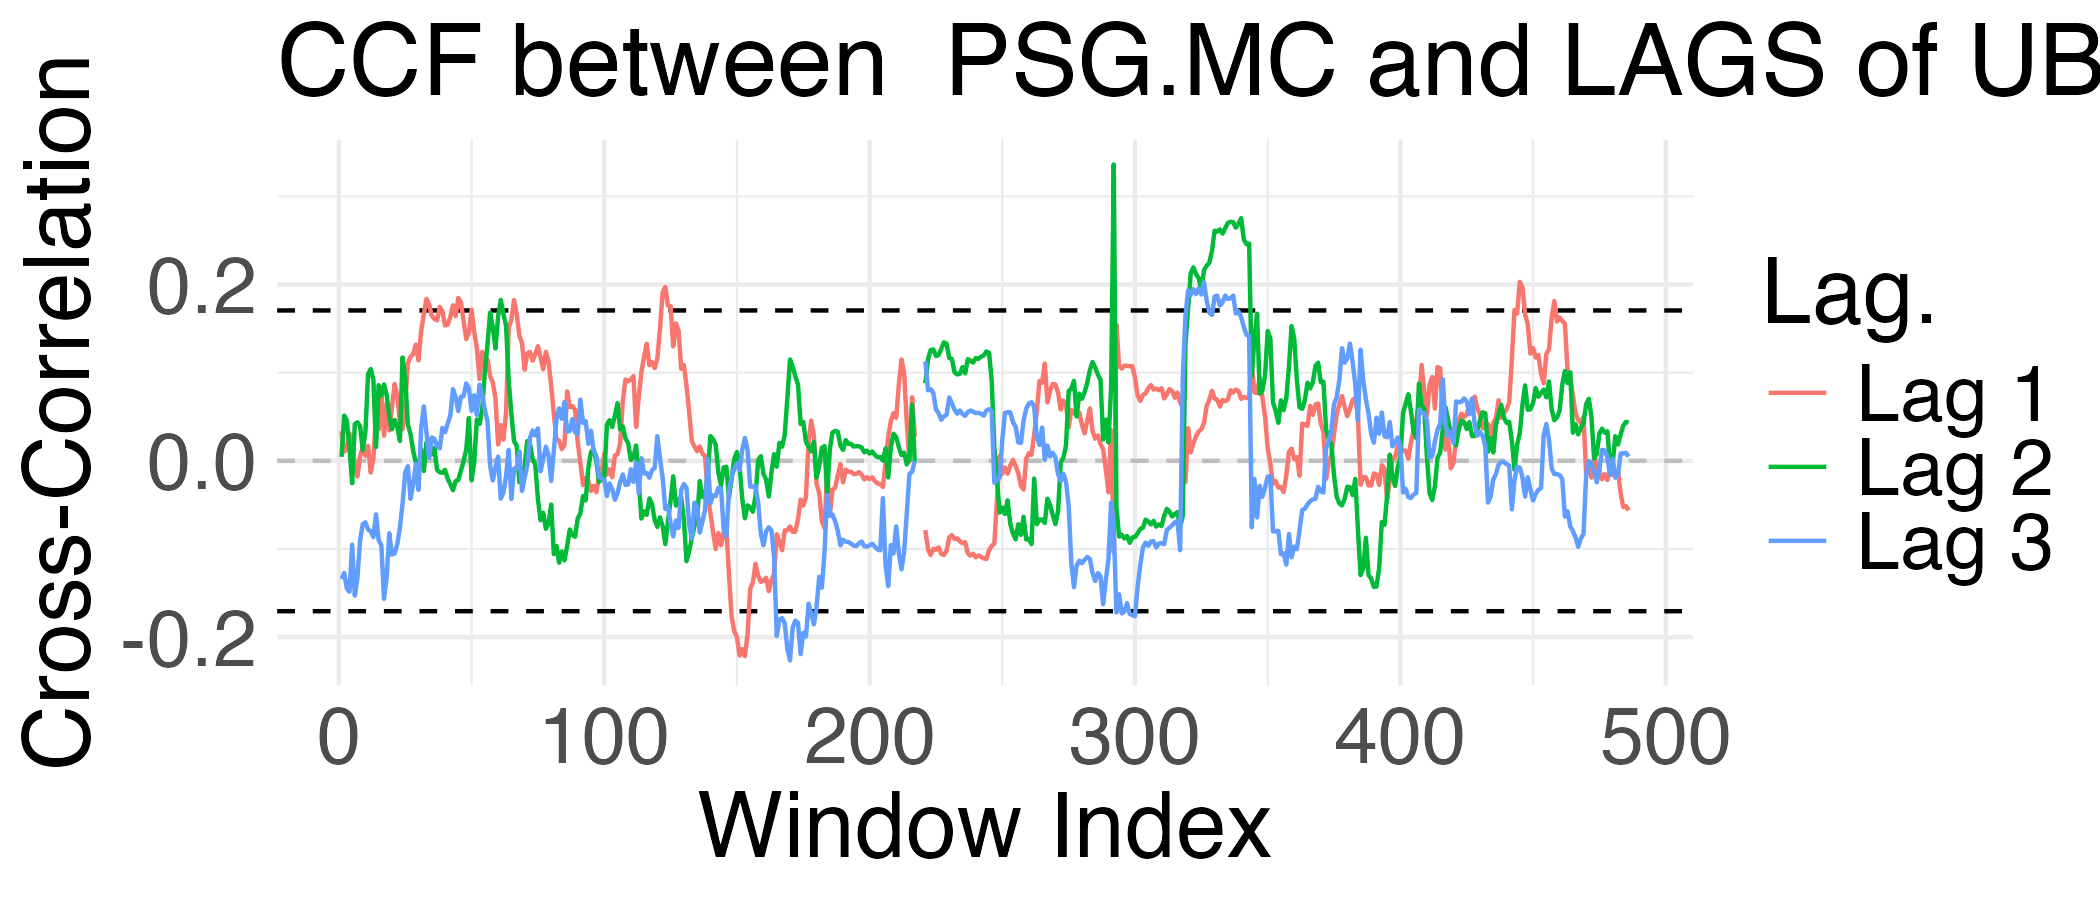 CCF between PSG.MC and LAGS of UB
Cross-Correlation
0.2
0.0
-0.2
0 100 200 300 400 500
Window Index
Lag.
Lag 1
Lag 2
Lag 3